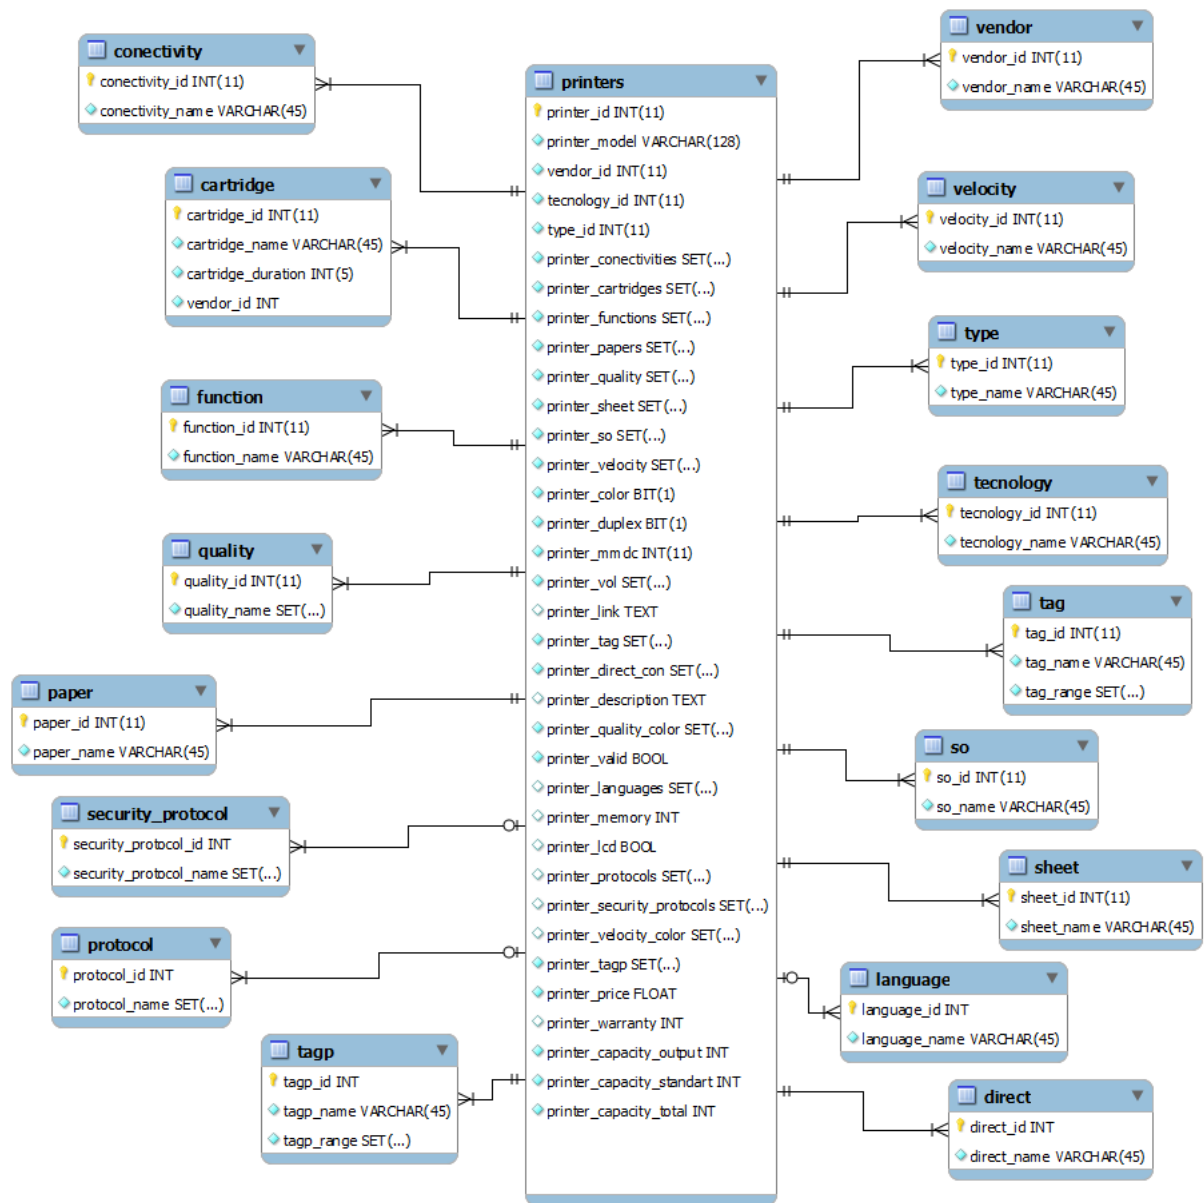 conectivity
conectivity_id INT(11)
conectivity_name VARCHAR(45)
cartridge
cartridge_id INT(11)
cartridge_name VARCHAR(45)
cartridge_duration INT(5)
vendor_id INT
function
function_id INT(11)
function_name VARCHAR(45)
quality
quality_id INT(11)
quality_name SET(...)
paper
paper_id INT(11)
paper_name VARCHAR(45)
security_protocol
security_protocol_id INT
security_protocol_name SET(...)
protocol
protocol_id INT
protocol_name SET(...)
tagp
tagp_id INT
tagp_name VARCHAR(45)
tagp_range SET(...)
printers
printer_id INT(11)
printer_model VARCHAR(128)
vendor_id INT(11)
tecnology_id INT(11)
type_id INT(11)
printer_conectivities SET(...)
printer_cartridges SET(...)
printer_functions SET(...)
printer_papers SET(...)
printer_quality SET(...)
printer_sheet SET(...)
printer_so SET(...)
printer_velocity SET(...)
printer_color BIT(1)
printer_duplex BIT(1)
printer_mmdc INT(11)
printer_vol SET(...)
printer_link TEXT
printer_tag SET(...)
printer_direct_con SET(...)
printer_description TEXT
printer_quality_color SET(...)
printer_valid BOOL
printer_languages SET(...)
printer_memory INT
printer_lcd BOOL
printer_protocols SET(...)
printer_security_protocols SET(...)
printer_velocity_color SET(...)
printer_tagp SET(...)
printer_price FLOAT
printer_warranty INT
printer_capacity_output INT
printer_capacity_standart INT
printer_capacity_total INT
vendor
vendor_id INT(11)
vendor_name VARCHAR(45)
velocity
velocity_id INT(11)
velocity_name VARCHAR(45)
type
type_id INT(11)
type_name VARCHAR(45)
tecnology
tecnology_id INT(11)
tecnology_name VARCHAR(45)
tag
tag_id INT(11)
tag_name VARCHAR(45)
tag_range SET(...)
so
so_id INT(11)
so_name VARCHAR(45)
sheet
sheet_id INT(11)
sheet_name VARCHAR(45)
language
language_id INT
language_name VARCHAR(45)
direct
direct_id INT
direct_name VARCHAR(45)